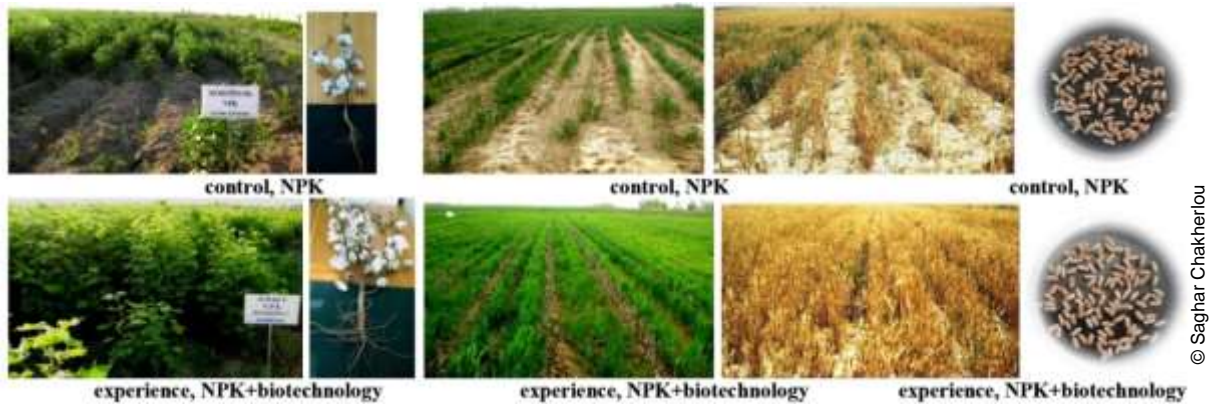 control, NPK
control, NPK
control, NPK
experience, NPK+biotechnology
experience, NPK+biotechnology
experience, NPK+biotechnology
© Saghar Chakherlou